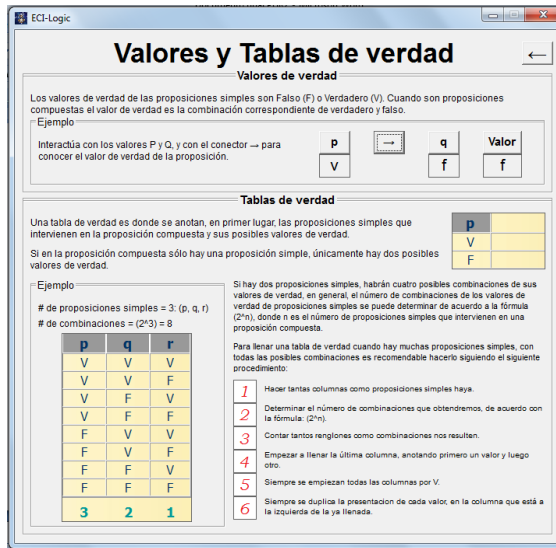 ECI-Logic
Valores y Tablas de verdad
←
Valores de verdad
Los valores de verdad de las proposiciones simples son Falso (F) o Verdadero (V). Cuando son proposiciones
compuestas el valor de verdad es la combinación correspondiente de verdadero y falso.
Ejemplo
Interactúa con los valores P y Q, y con el conector → para
conocer el valor de verdad de la proposición.
p → q Valor
v f f
Tablas de verdad
Una tabla de verdad es donde se anotan, en primer lugar, las proposiciones simples que
intervienen en la proposición compuesta y sus posibles valores de verdad.
Si en la proposición compuesta sólo hay una proposición simple, únicamente hay dos posibles
valores de verdad.
p
V
F
Ejemplo
# de proposiciones simples = 3: (p, q, r)
# de combinaciones = (2^3) = 8
p q r
V V V
V V F
V F V
V F F
F V V
F V F
F F V
F F F
3 2 1
Si hay dos proposiciones simples, habrán cuatro posibles combinaciones de sus
valores de verdad, en general, el número de combinaciones de los valores de
verdad de proposiciones simples se puede determinar de acuerdo a la fórmula
(2^n), donde n es el número de proposiciones simples que intervienen en una
proposición compuesta.
Para llenar una tabla de verdad cuando hay muchas proposiciones simples, con
todas las posibles combinaciones es recomendable hacerlo siguiendo el siguiente
procedimiento:
1 Hacer tantas columnas como proposiciones simples haya.
2 Determinar el número de combinaciones que obtendremos, de acuerdo con
la fórmula: (2^n).
3 Contar tantos renglones como combinaciones nos resulten.
4 Empezar a llenar la última columna, anotando primero un valor y luego
otro.
5 Siempre se empiezan todas las columnas por V.
6 Siempre se duplica la presentacion de cada valor, en la columna que está a
la izquierda de la ya llenada.